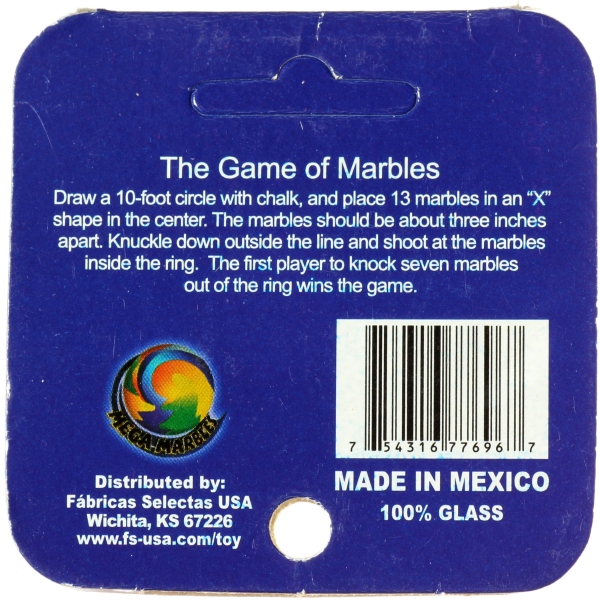 The Game of Marbles
Draw a 10-foot circle with chalk, and place 13 marbles in an “X”
shape in the center. The marbles should be about three inches
apart. Knuckle down outside the line and shoot at the marbles
inside the ring. The first player to knock seven marbles
out of the ring wins the game.
MEGA-MARBLES
7 54316 77696 7
Distributed by:
Fábricas Selectas USA
Wichita, KS 67226
www.fs-usa.com/toy
MADE IN MEXICO
100% GLASS